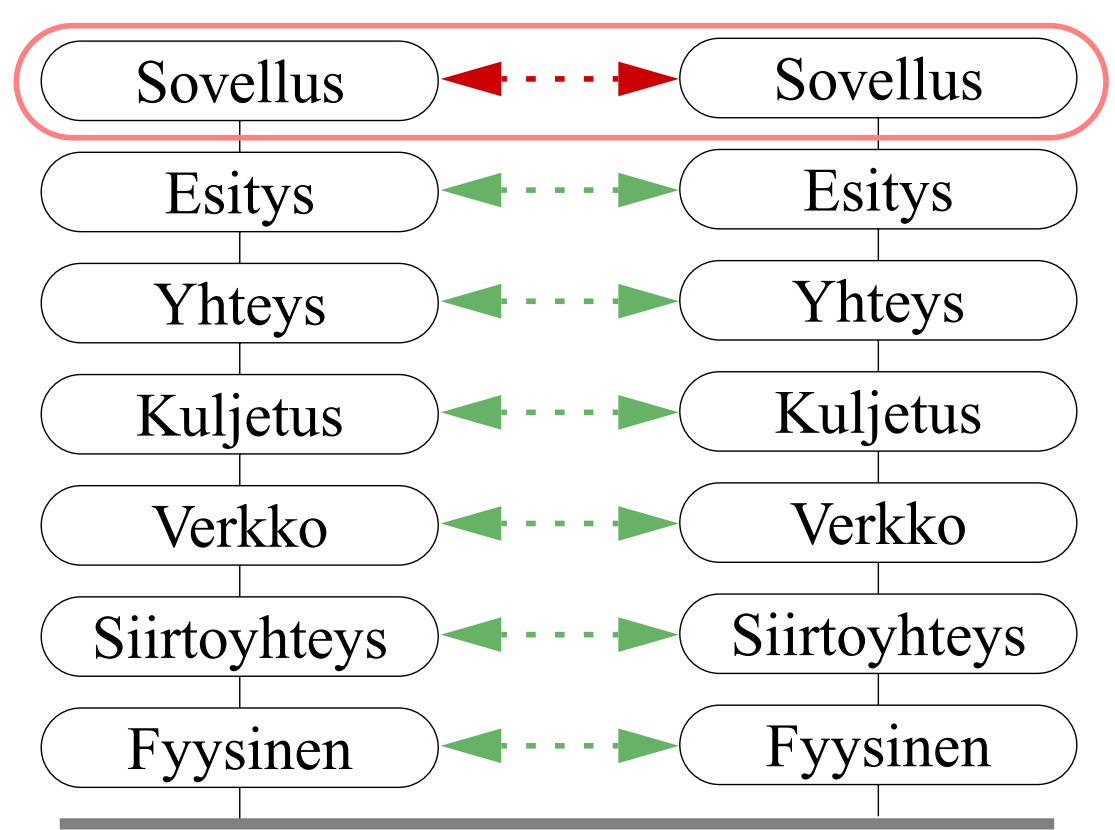 Sovellus Sovellus
Esitys Esitys
Yhteys Yhteys
Kuljetus Kuljetus
Verkko Verkko
Siirtoyhteys Siirtoyhteys
Fyysinen Fyysinen